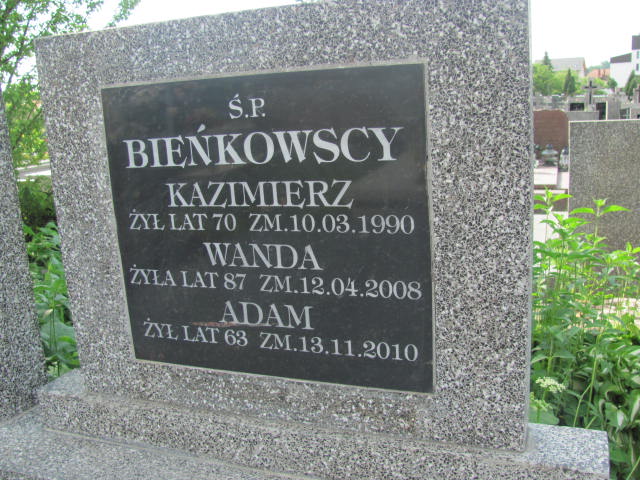 Ś.P.
BIEŃKOWSCY
KAZIMIERZ
ŻYŁ LAT 70 ZM.10.03.1990
WANDA
ŻYŁA LAT 87 ZM.12.04.2008
ADAM
ŻYŁ LAT 63 ZM.13.11.2010